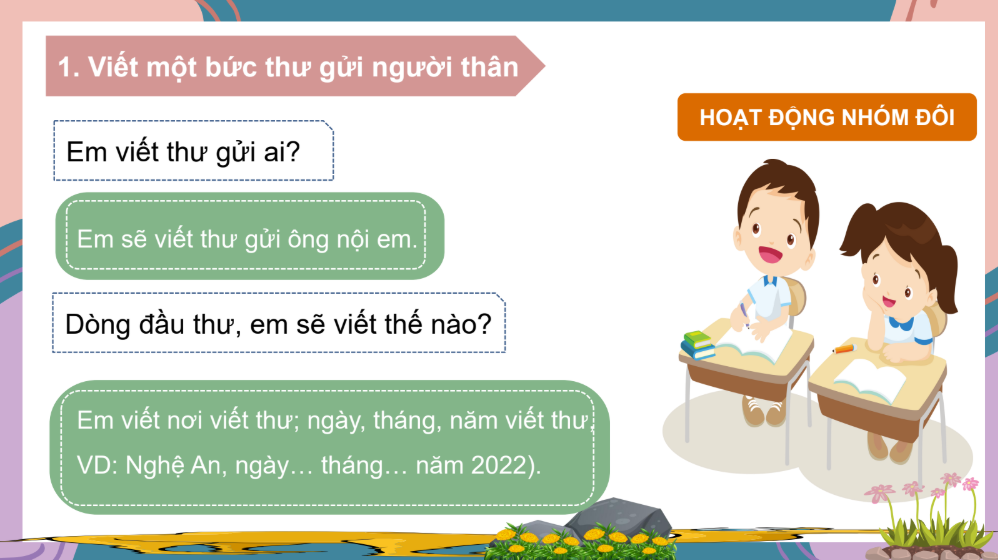 1. Viết một bức thư gửi người thân
HOẠT ĐỘNG NHÓM ĐÔI
Em viết thư gửi ai?
Em sẽ viết thư gửi ông nội em.
Dòng đầu thư, em sẽ viết thế nào?
Em viết nơi viết thư; ngày, tháng, năm viết thư.
VD: Nghệ An, ngày… tháng… năm 2022).